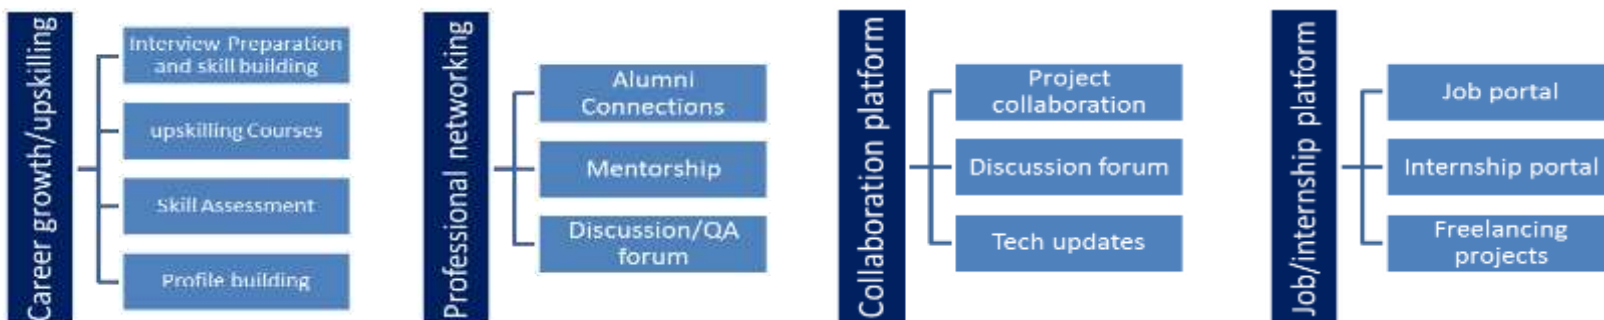 Career growth/upskilling
Interview Preparation
and skill building
upskilling Courses
Skill Assessment
Profile building
Professional networking
Alumni
Connections
Mentorship
Discussion/QA
forum
Collaboration platform
Project
collaboration
Discussion forum
Tech updates
Job/internship platform
Job portal
Internship portal
Freelancing
projects